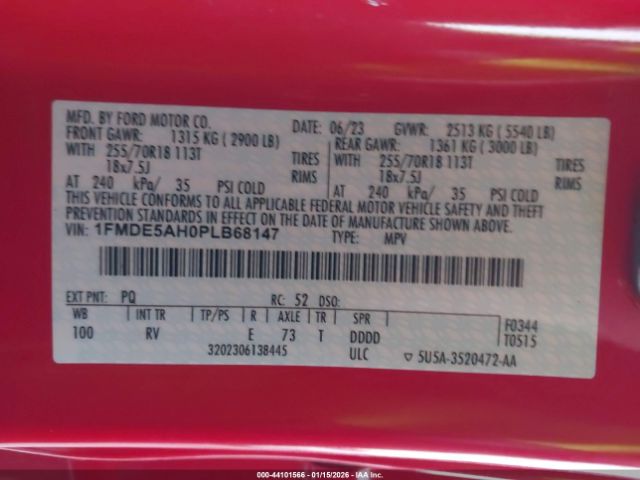 MFD. BY FORD MOTOR CO.
DATE: 06/23 GVWR: 2513 KG ( 5540 LB)
FRONT GAWR: 1315 KG ( 2900 LB) REAR GAWR: 1361 KG ( 3000 LB)
WITH 255/70R18 113T TIRES WITH 255/70R18 113T TIRES
18x7.5J RIMS 18x7.5J RIMS
AT 240 kPa/ 35 PSI COLD AT 240 kPa/ 35 PSI COLD
THIS VEHICLE CONFORMS TO ALL APPLICABLE FEDERAL MOTOR VEHICLE SAFETY AND THEFT
PREVENTION STANDARDS IN EFFECT ON THE DATE OF MANUFACTURE SHOWN ABOVE.
VIN: 1FMDE5AH0PLB68147 TYPE: MPV
EXT PNT: PQ RC: 52 DSO:
WB INT TR TP/PS R AXLE TR SPR F0344
100 RV E 73 T DDDD T0515
3202306138445 ULC ▽ 5U5A-3520472-AA
000-44101566 - 01/15/2026 - IAA Holdings, LLC.